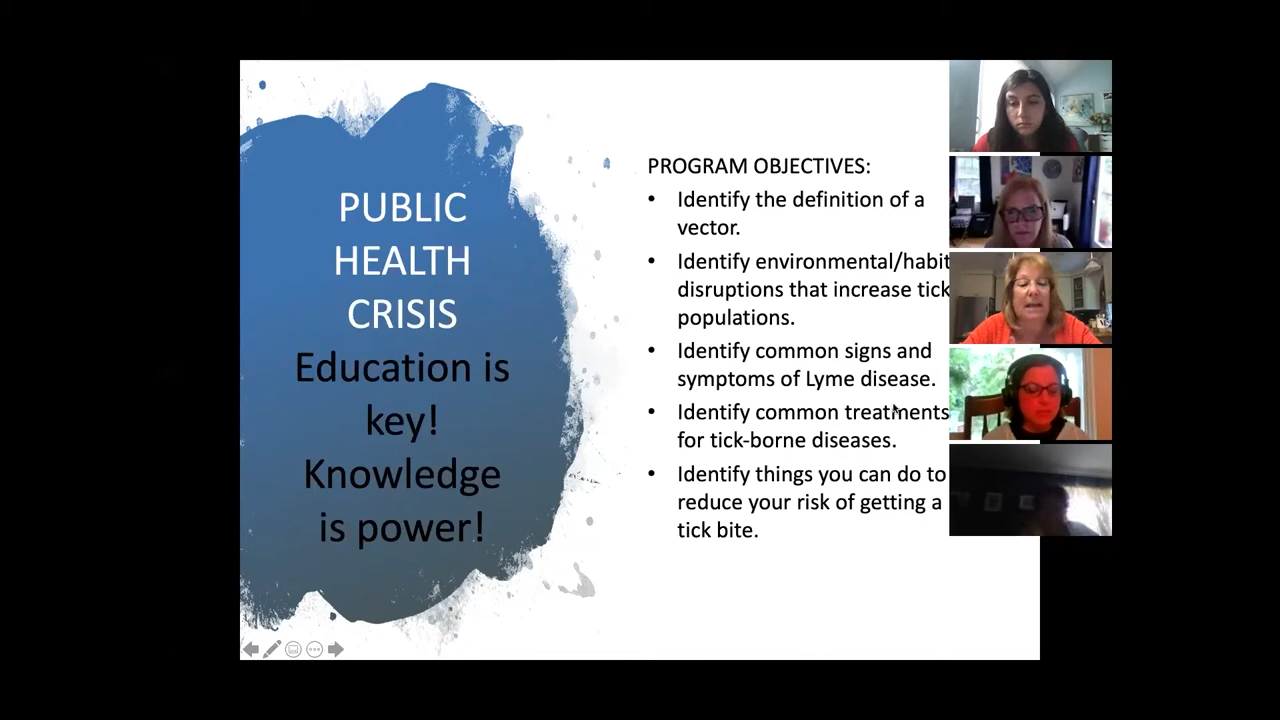 PUBLIC
HEALTH
CRISIS
Education is
key!
Knowledge
is power!
PROGRAM OBJECTIVES:
• Identify the definition of a
vector.
• Identify environmental/habit
disruptions that increase tick
populations.
• Identify common signs and
symptoms of Lyme disease.
• Identify common treatments
for tick-borne diseases.
• Identify things you can do to
reduce your risk of getting a
tick bite.